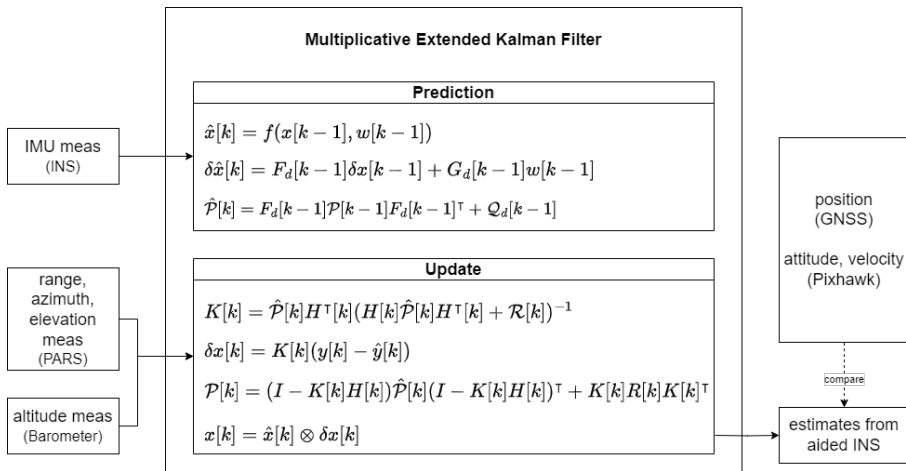 Multiplicative Extended Kalman Filter
Prediction
x̂[k] = f(x[k − 1], w[k − 1])
δx̂[k] = F_d[k − 1]δx[k − 1] + G_d[k − 1]w[k − 1]
𝒫̂[k] = F_d[k − 1]𝒫[k − 1]F_d[k − 1]ᵀ + 𝒬_d[k − 1]
IMU meas
(INS)
Update
K[k] = 𝒫̂[k]Hᵀ[k](H[k]𝒫̂[k]Hᵀ[k] + ℛ[k])⁻¹
δx[k] = K[k](y[k] − ŷ[k])
𝒫[k] = (I − K[k]H[k])𝒫̂[k](I − K[k]H[k])ᵀ + K[k]R[k]K[k]ᵀ
x[k] = x̂[k] ⊗ δx[k]
range,
azimuth,
elevation
meas
(PARS)
altitude meas
(Barometer)
position
(GNSS)
attitude, velocity
(Pixhawk)
compare
estimates from
aided INS